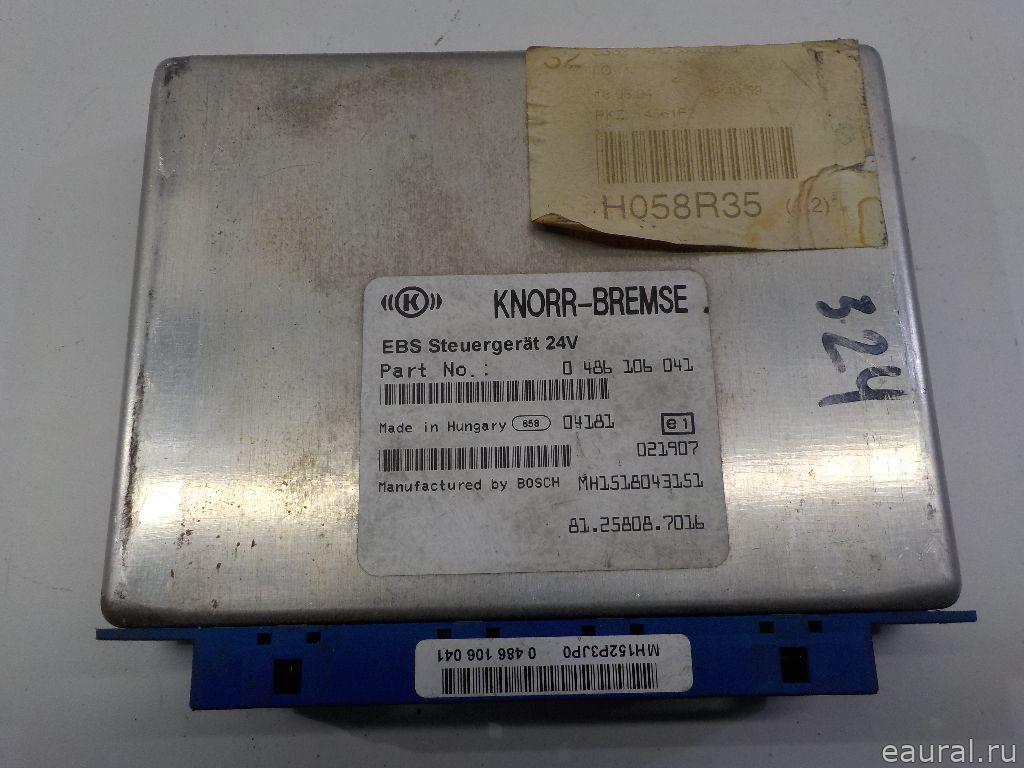 H058R35
K KNORR-BREMSE
EBS Steuergerät 24V
Part No.: 0 486 106 041
Made in Hungary 658 04181 e1
021907
Manufactured by BOSCH MH1518043151
81.25808.7016
324
MH152P3JP0 0 486 106 041
eaural.ru